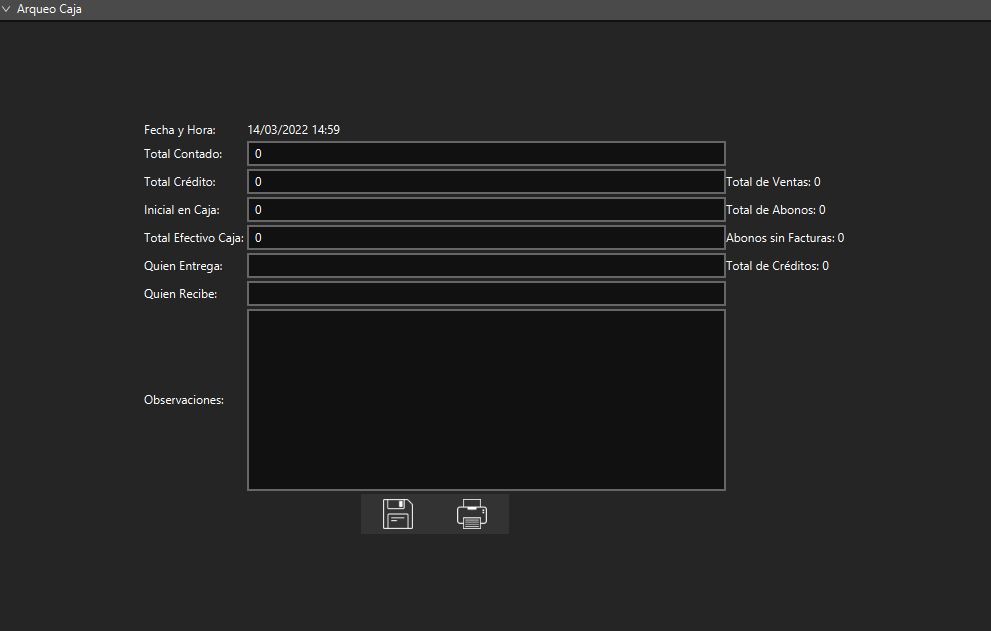 Arqueo Caja
Fecha y Hora: 14/03/2022 14:59
Total Contado: 0
Total Crédito: 0 Total de Ventas: 0
Inicial en Caja: 0 Total de Abonos: 0
Total Efectivo Caja: 0 Abonos sin Facturas: 0
Quien Entrega: Total de Créditos: 0
Quien Recibe:
Observaciones: